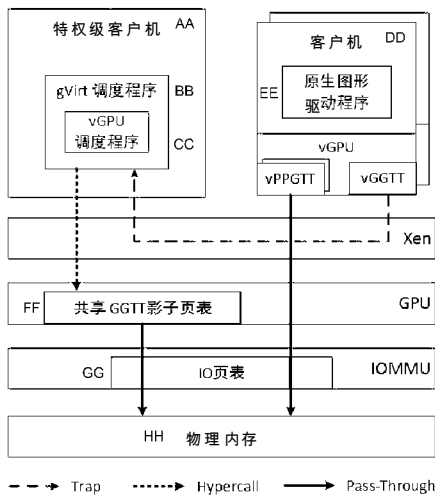 特权级客户机 AA
gVirt 调度程序 BB
vGPU
调度程序 CC
客户机 DD
EE 原生图形
驱动程序
vGPU
vPPGTT vGGTT
Xen
FF 共享 GGTT 影子页表 GPU
GG IO页表 IOMMU
HH 物理内存
Trap Hypercall Pass-Through